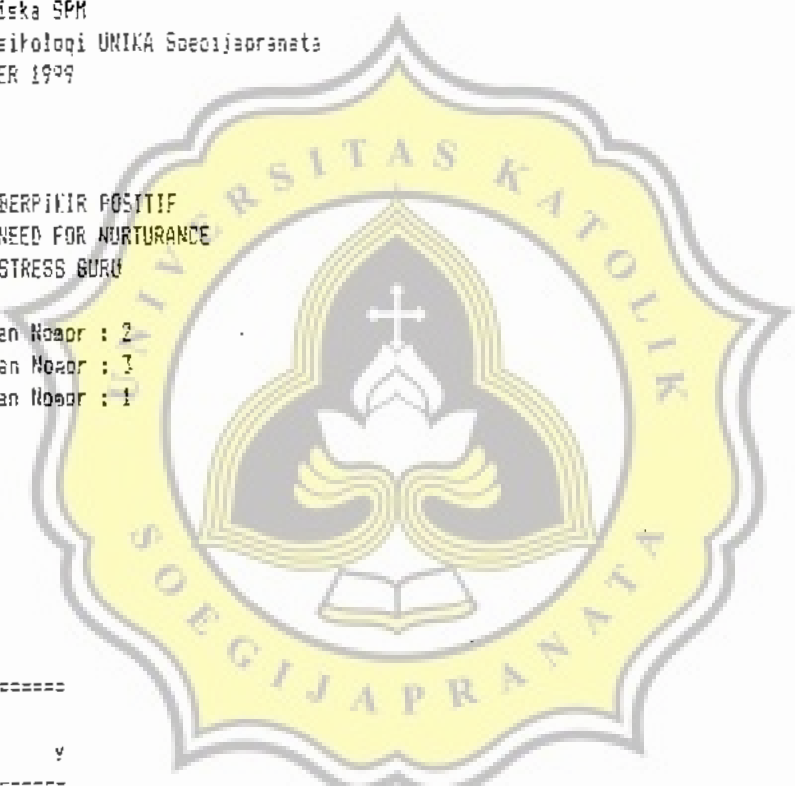 iska SPM
sikologi UNIKA Soegijapranata
ER 1999
BERPIKIR POSITIF
NEED FOR NURTURANCE
STRESS GURU
an Nomor : 2
an Nomor : 3
an Nomor : 1
UNIVERSITAS KATOLIK
SOEGIJAPRANATA
======
y
======